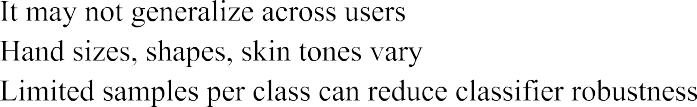 It may not generalize across users
Hand sizes, shapes, skin tones vary
Limited samples per class can reduce classifier robustness